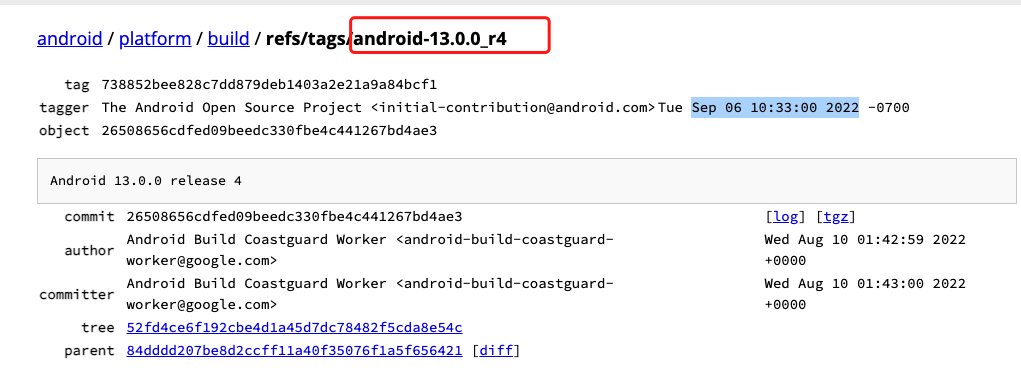 android / platform / build / refs/tags/android-13.0.0_r4
tag 738852bee828c7dd879deb1403a2e21a9a84bcf1
tagger The Android Open Source Project <initial-contribution@android.com> Tue Sep 06 10:33:00 2022 -0700
object 26508656cdfed09beedc330fbe4c441267bd4ae3
Android 13.0.0 release 4
commit 26508656cdfed09beedc330fbe4c441267bd4ae3 [log] [tgz]
author Android Build Coastguard Worker <android-build-coastguard- Wed Aug 10 01:42:59 2022
worker@google.com> +0000
committer Android Build Coastguard Worker <android-build-coastguard- Wed Aug 10 01:43:00 2022
worker@google.com> +0000
tree 52fd4ce6f192cbe4d1a45d7dc78482f5cda8e54c
parent 84dddd207be8d2ccff11a40f35076f1a5f656421 [diff]